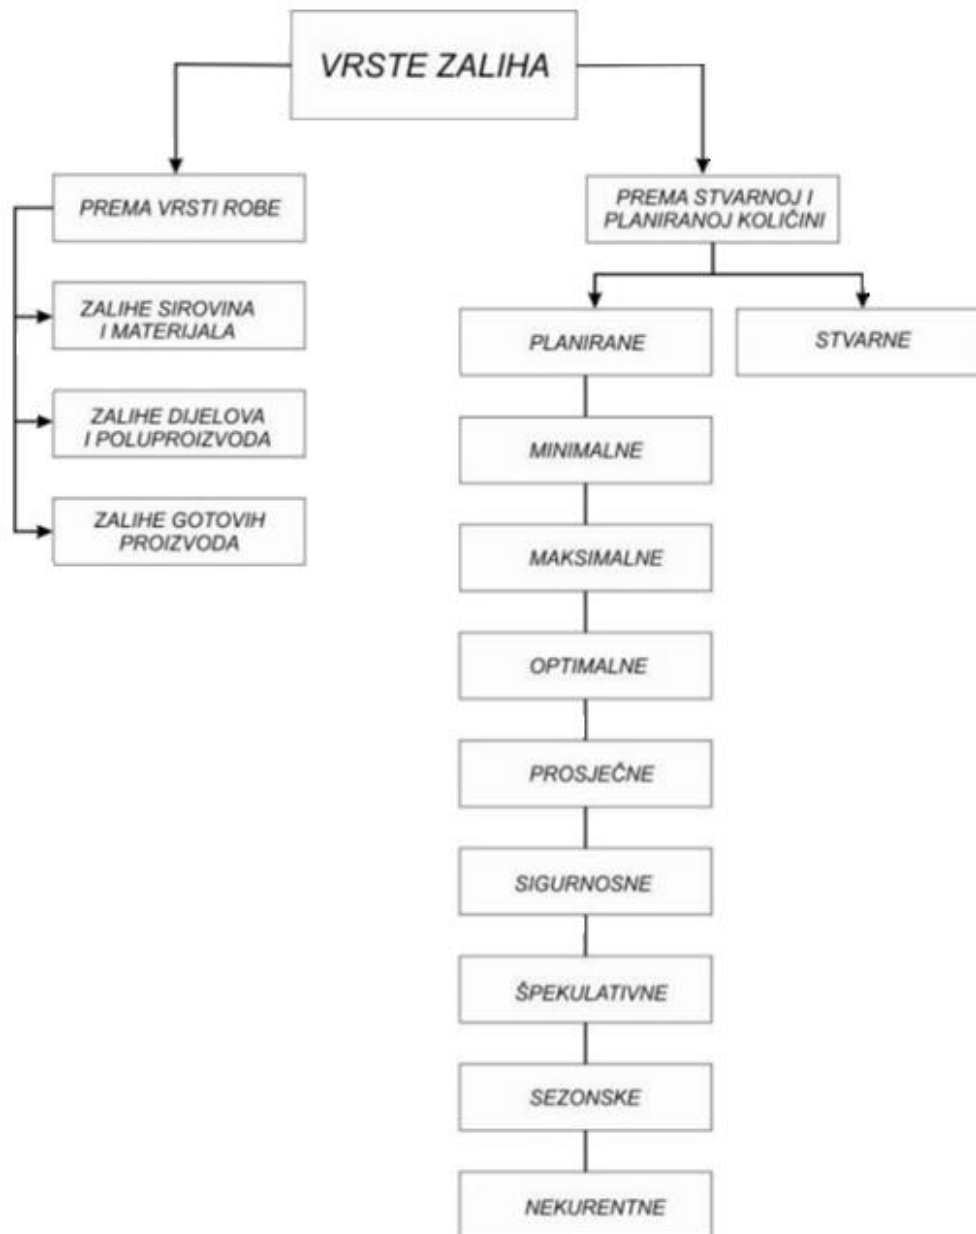 VRSTE ZALIHA
PREMA VRSTI ROBE
ZALIHE SIROVINA
I MATERIJALA
ZALIHE DIJELOVA
I POLUPROIZVODA
ZALIHE GOTOVIH
PROIZVODA
PREMA STVARNOJ I
PLANIRANOJ KOLIČINI
PLANIRANE
STVARNE
MINIMALNE
MAKSIMALNE
OPTIMALNE
PROSJEČNE
SIGURNOSNE
ŠPEKULATIVNE
SEZONSKE
NEKURENTNE